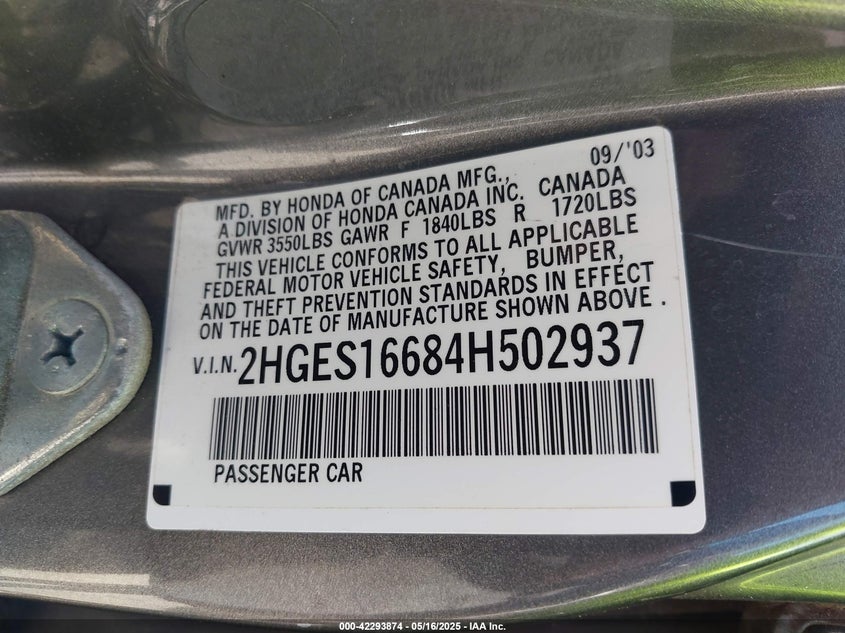 09/'03
MFD. BY HONDA OF CANADA MFG.,
A DIVISION OF HONDA CANADA INC. CANADA
GVWR 3550LBS GAWR F 1840LBS R 1720LBS
THIS VEHICLE CONFORMS TO ALL APPLICABLE
FEDERAL MOTOR VEHICLE SAFETY, BUMPER,
AND THEFT PREVENTION STANDARDS IN EFFECT
ON THE DATE OF MANUFACTURE SHOWN ABOVE.
V.I.N. 2HGES16684H502937
PASSENGER CAR
000-42293874 - 05/16/2025 - IAA Inc.